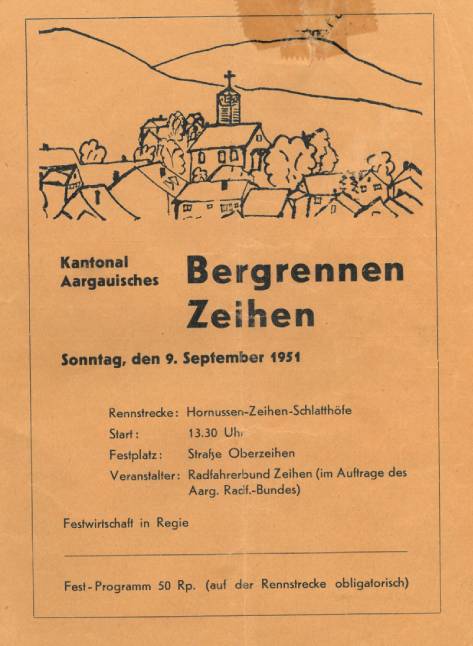 Kantonal
Aargauisches
Bergrennen
Zeihen
Sonntag, den 9. September 1951
Rennstrecke: Hornussen-Zeihen-Schlatthöfe
Start: 13.30 Uhr
Festplatz: Straße Oberzeihen
Veranstalter: Radfahrerbund Zeihen (im Auftrage des
Aarg. Radf.-Bundes)
Festwirtschaft in Regie
Fest-Programm 50 Rp. (auf der Rennstrecke obligatorisch)